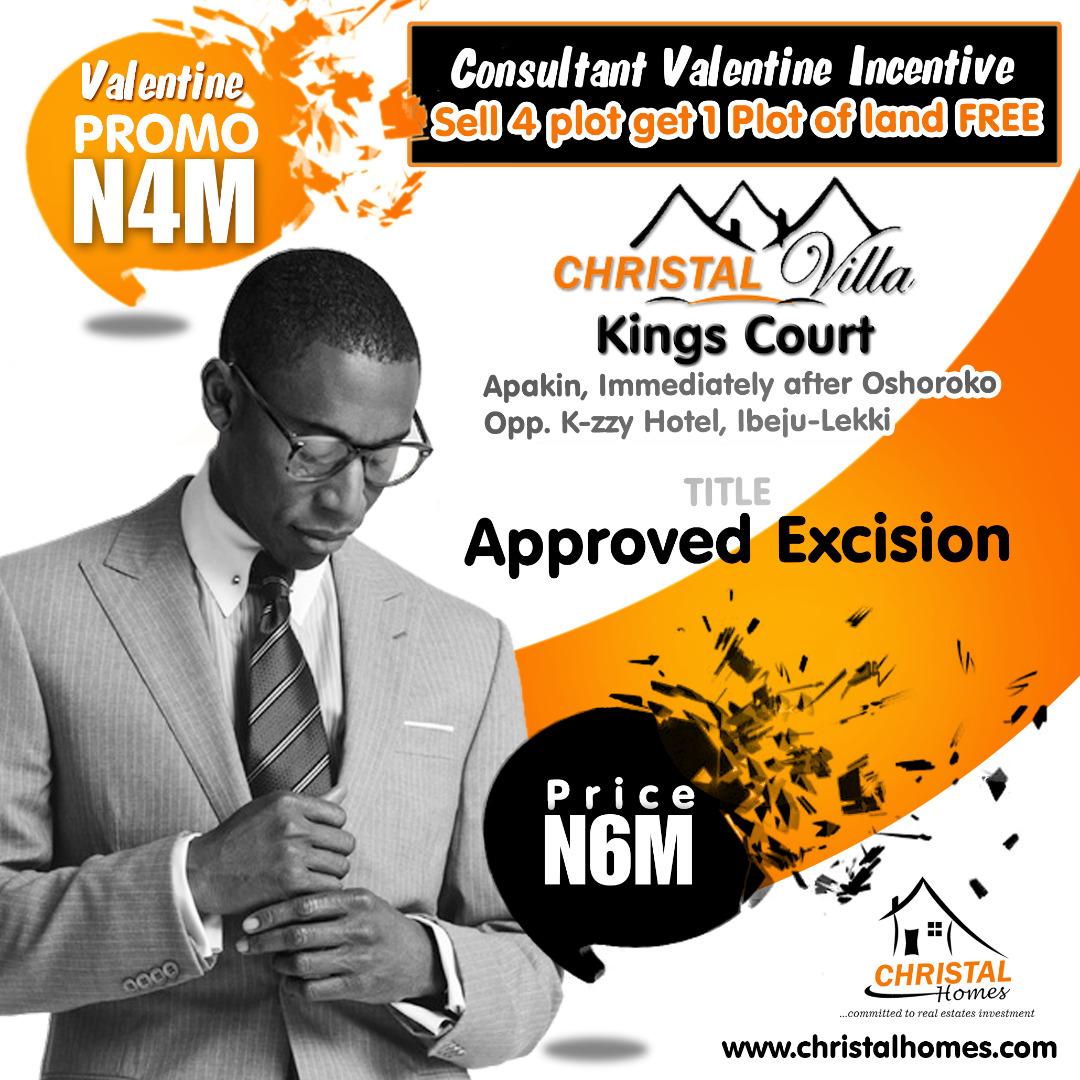 Valentine
PROMO
N4M
Consultant Valentine Incentive
Sell 4 plot get 1 Plot of land FREE
CHRISTAL Villa
Kings Court
Apakin, Immediately after Oshoroko
Opp. K-zzy Hotel, Ibeju-Lekki
TITLE
Approved Excision
Price
N6M
CHRISTAL
Homes
...committed to real estates investment
www.christalhomes.com